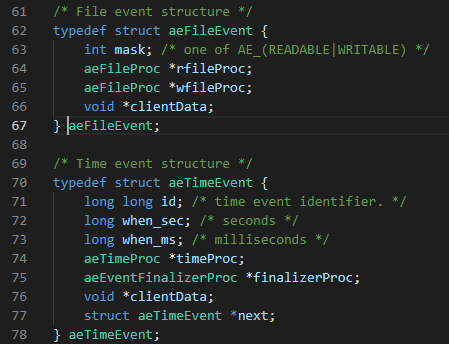 61 /* File event structure */
62 typedef struct aeFileEvent {
63     int mask; /* one of AE_(READABLE|WRITABLE) */
64     aeFileProc *rfileProc;
65     aeFileProc *wfileProc;
66     void *clientData;
67 } aeFileEvent;
68
69 /* Time event structure */
70 typedef struct aeTimeEvent {
71     long long id; /* time event identifier. */
72     long when_sec; /* seconds */
73     long when_ms; /* milliseconds */
74     aeTimeProc *timeProc;
75     aeEventFinalizerProc *finalizerProc;
76     void *clientData;
77     struct aeTimeEvent *next;
78 } aeTimeEvent;